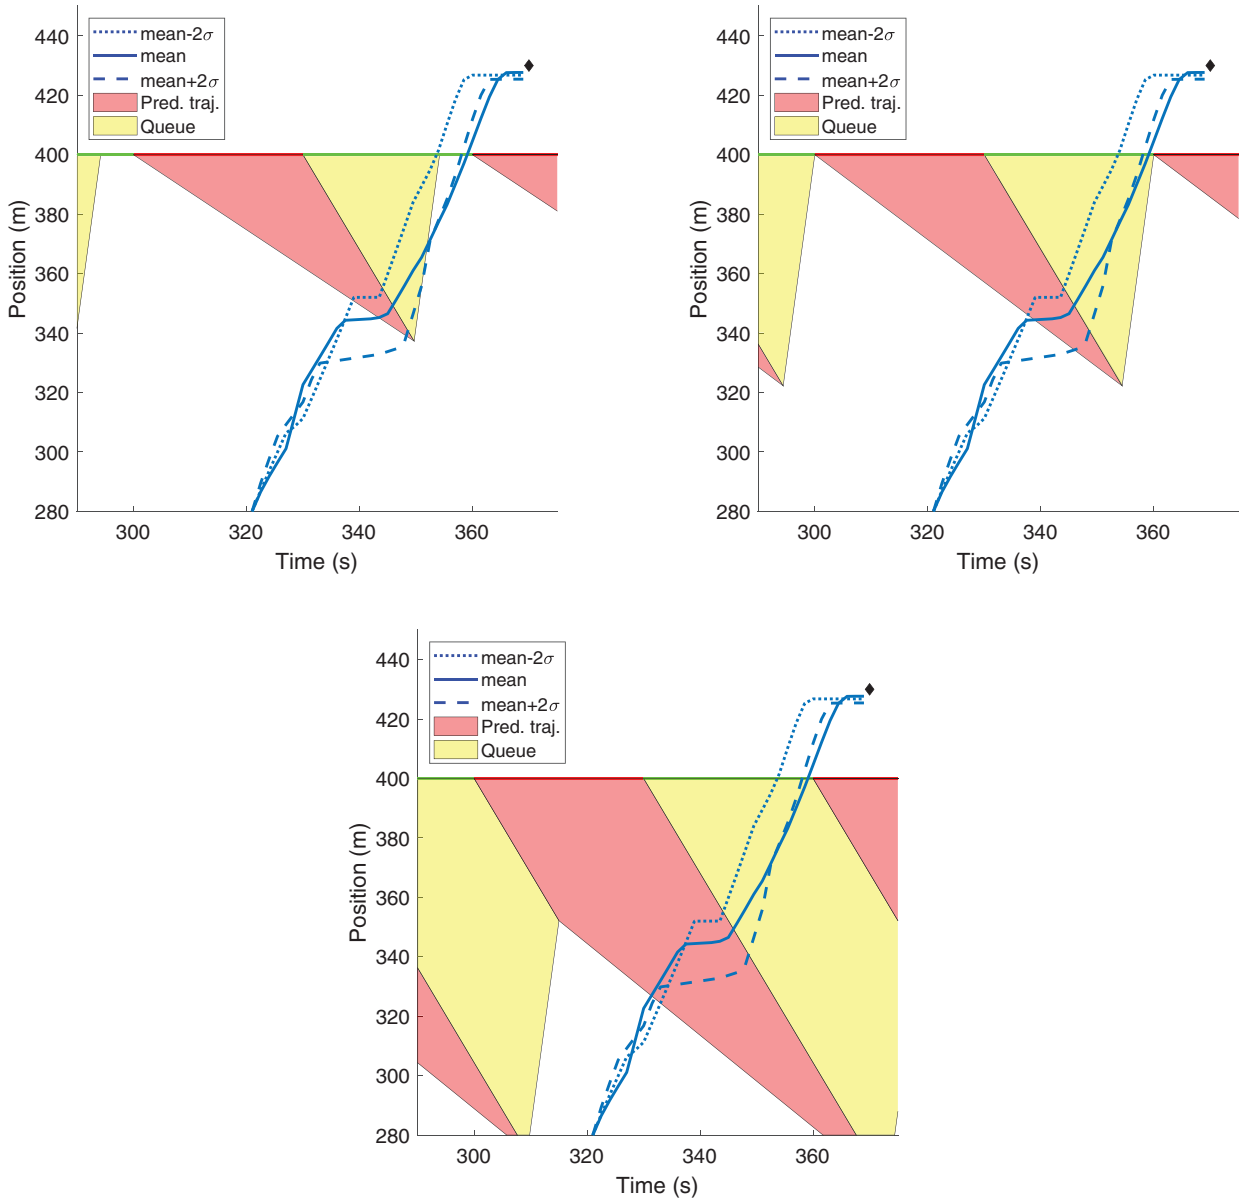 440
420
400
380
360
340
320
300
280
Position (m)
mean-2σ
mean
mean+2σ
Pred. traj.
Queue
300 320 340 360
Time (s)
440
420
400
380
360
340
320
300
280
Position (m)
mean-2σ
mean
mean+2σ
Pred. traj.
Queue
300 320 340 360
Time (s)
440
420
400
380
360
340
320
300
280
Position (m)
mean-2σ
mean
mean+2σ
Pred. traj.
Queue
300 320 340 360
Time (s)